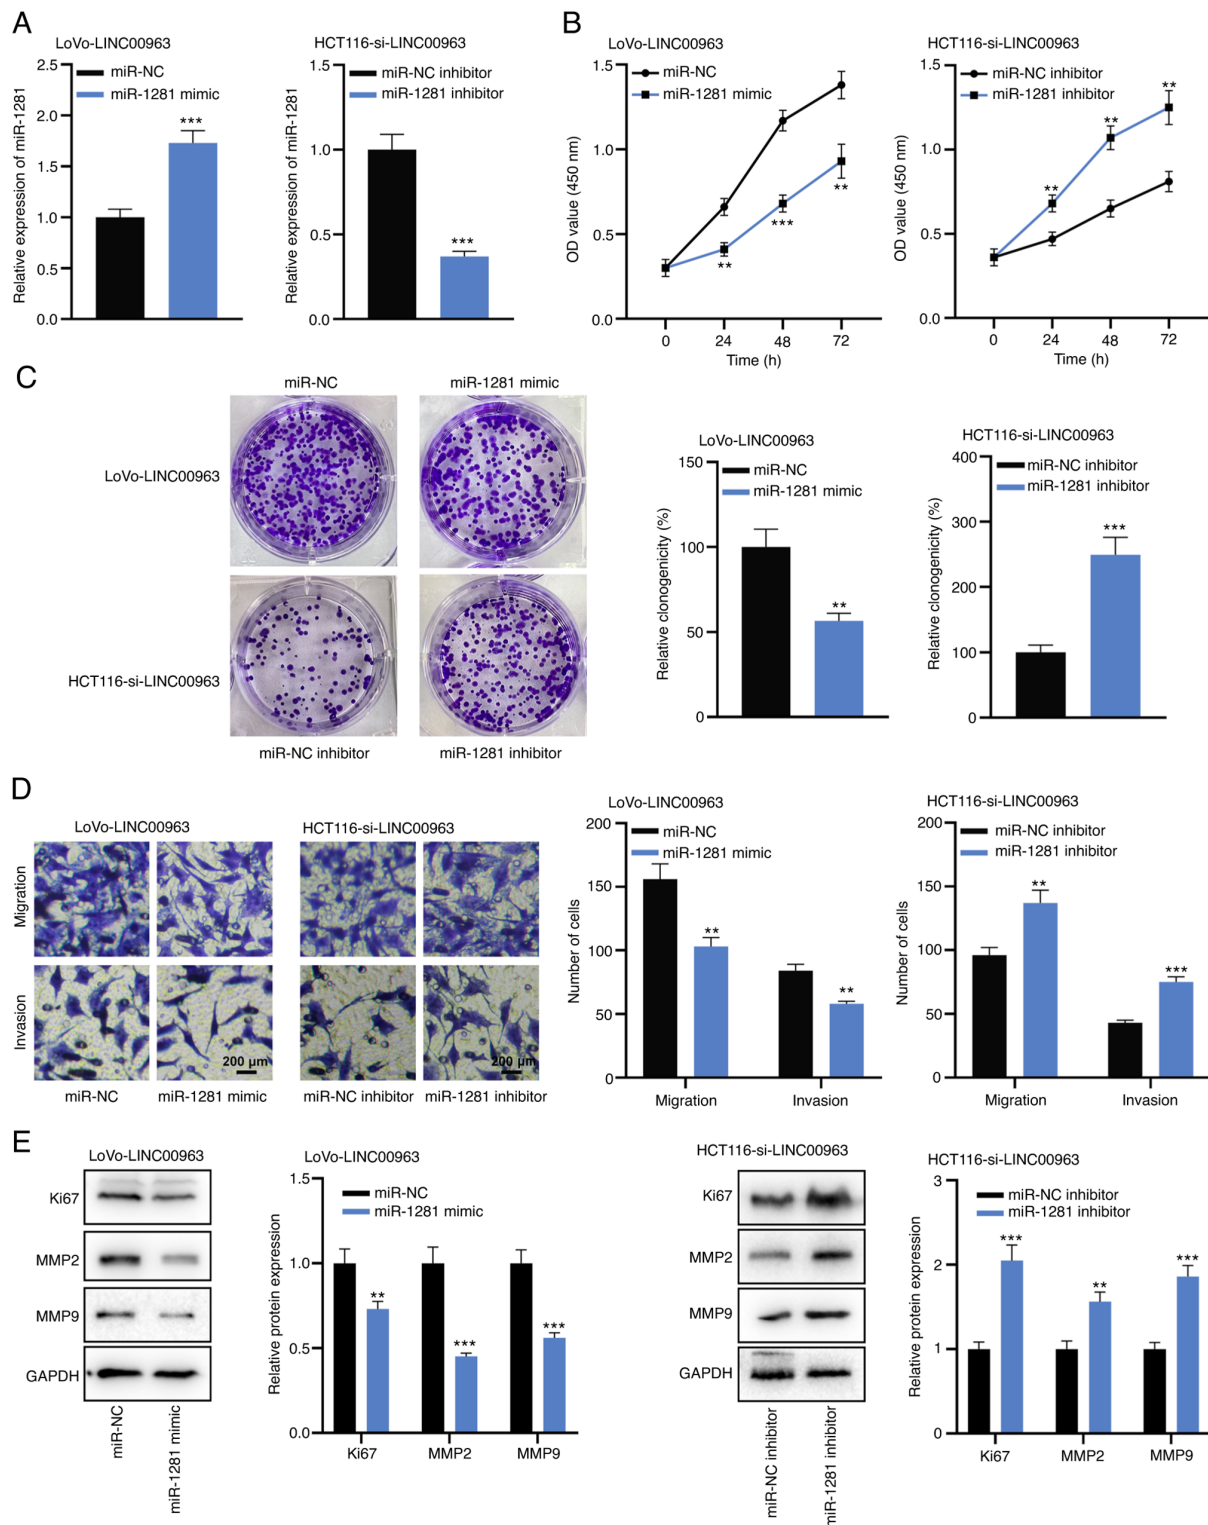 A
LoVo-LINC00963
miR-NC
miR-1281 mimic
Relative expression of miR-1281
2.5
2.0
1.5
1.0
0.5
0.0
***
HCT116-si-LINC00963
miR-NC inhibitor
miR-1281 inhibitor
Relative expression of miR-1281
1.5
1.0
0.5
0.0
***
B
LoVo-LINC00963
miR-NC
miR-1281 mimic
OD value (450 nm)
1.5
1.0
0.5
0.0
**
***
**
0 24 48 72
Time (h)
HCT116-si-LINC00963
miR-NC inhibitor
miR-1281 inhibitor
OD value (450 nm)
1.5
1.0
0.5
0.0
**
**
**
0 24 48 72
Time (h)
C
miR-NC miR-1281 mimic
LoVo-LINC00963
HCT116-si-LINC00963
miR-NC inhibitor miR-1281 inhibitor
LoVo-LINC00963
miR-NC
miR-1281 mimic
Relative clonogenicity (%)
150
100
50
0
**
HCT116-si-LINC00963
miR-NC inhibitor
miR-1281 inhibitor
Relative clonogenicity (%)
400
300
200
100
0
***
D
LoVo-LINC00963 HCT116-si-LINC00963
Migration
Invasion
200 µm 200 µm
miR-NC miR-1281 mimic miR-NC inhibitor miR-1281 inhibitor
LoVo-LINC00963
miR-NC
miR-1281 mimic
Number of cells
200
150
100
50
0
**
**
Migration Invasion
HCT116-si-LINC00963
miR-NC inhibitor
miR-1281 inhibitor
Number of cells
200
150
100
50
0
**
***
Migration Invasion
E
LoVo-LINC00963
Ki67
MMP2
MMP9
GAPDH
miR-NC
miR-1281 mimic
LoVo-LINC00963
miR-NC
miR-1281 mimic
Relative protein expression
1.5
1.0
0.5
0.0
**
***
***
Ki67 MMP2 MMP9
HCT116-si-LINC00963
Ki67
MMP2
MMP9
GAPDH
miR-NC inhibitor
miR-1281 inhibitor
HCT116-si-LINC00963
miR-NC inhibitor
miR-1281 inhibitor
Relative protein expression
3
2
1
0
***
**
***
Ki67 MMP2 MMP9